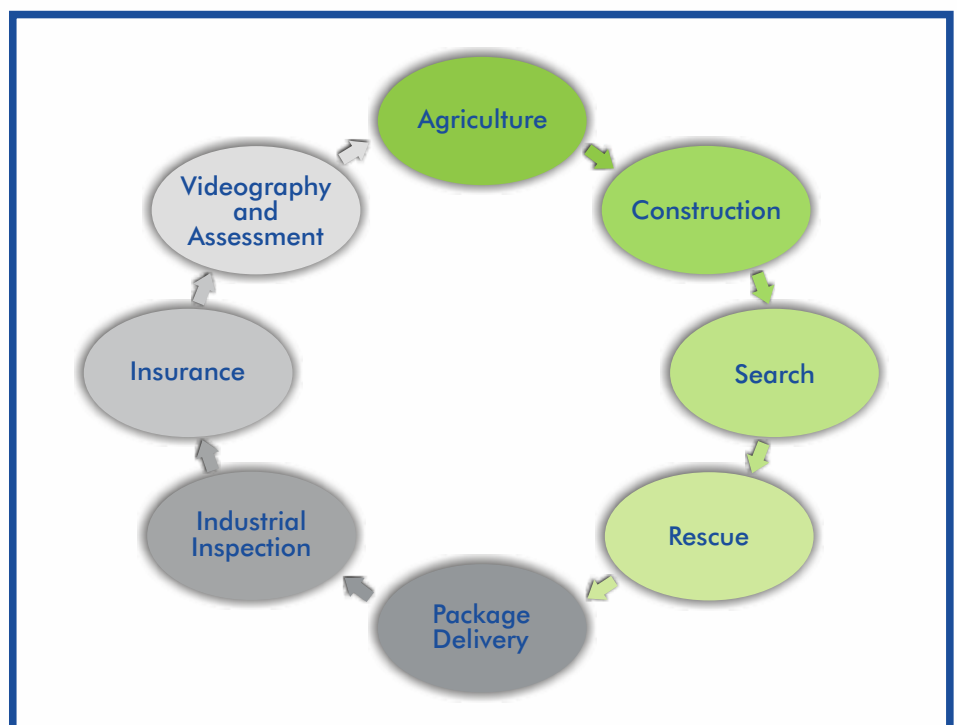 Agriculture
Construction
Search
Rescue
Package
Delivery
Industrial
Inspection
Insurance
Videography
and
Assessment